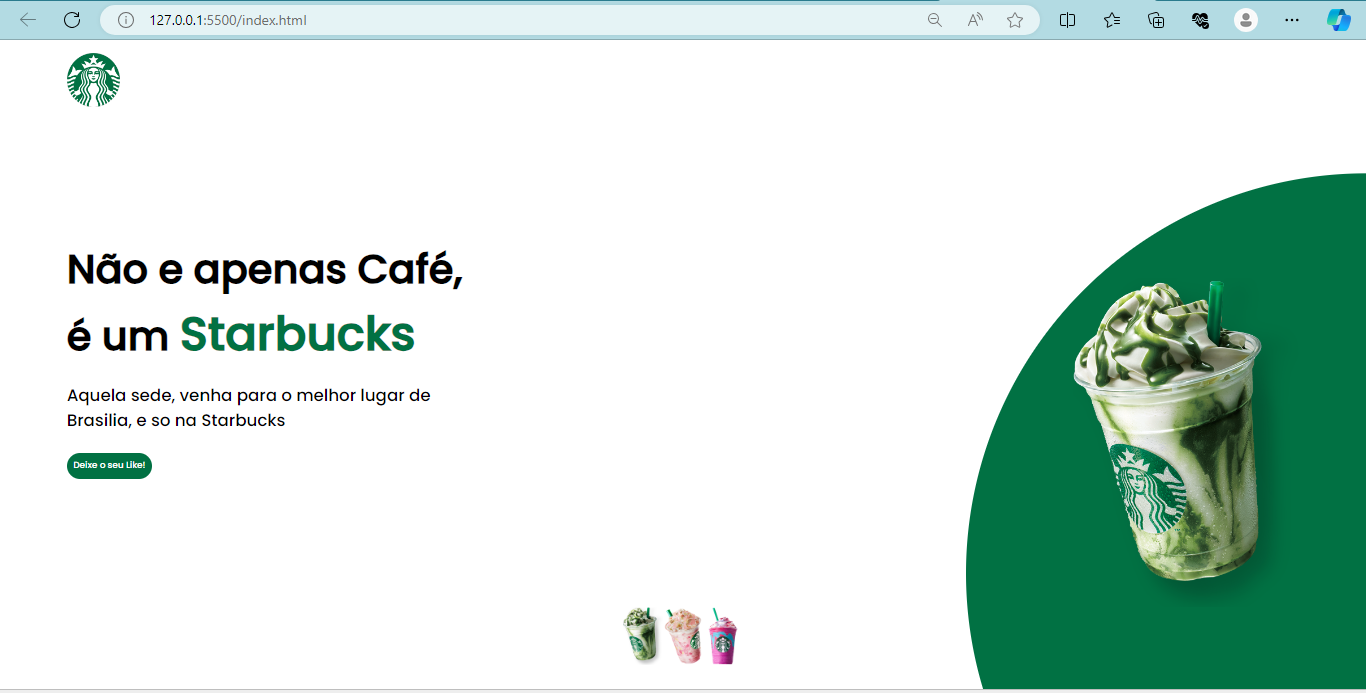 127.0.0.1:5500/index.html
Não e apenas Café,
é um Starbucks
Aquela sede, venha para o melhor lugar de
Brasilia, e so na Starbucks
Deixe o seu Like!